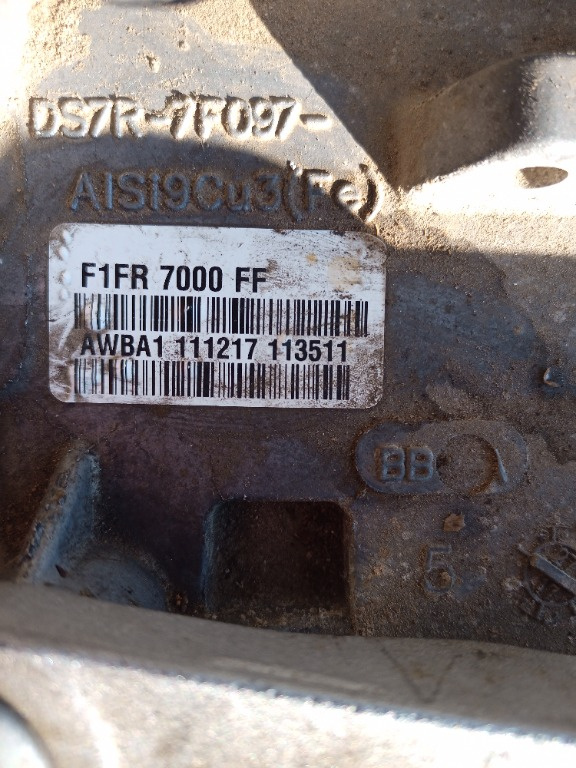 DS7R-7F097-
AlSi9Cu3(Fe)
F1FR 7000 FF
AWBA1 111217 113511
BB
5